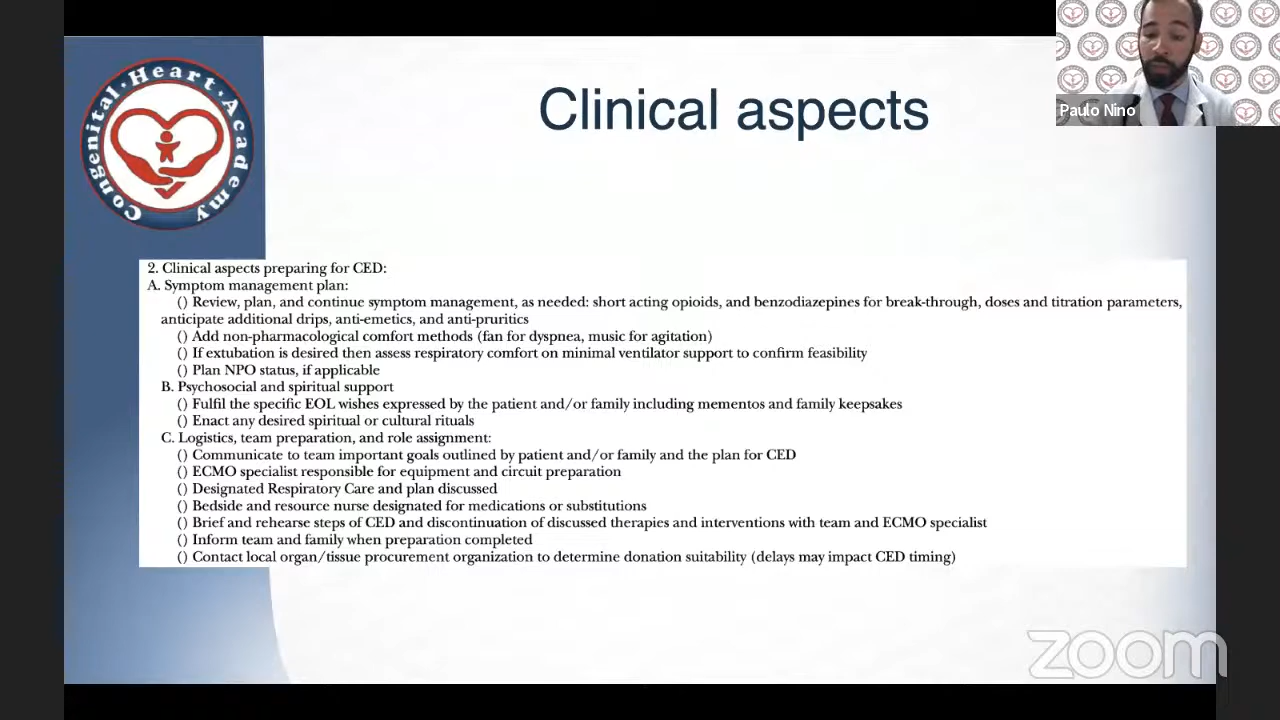 Congenital · Heart · Academy
Paulo Nino
Clinical aspects
2. Clinical aspects preparing for CED:
A. Symptom management plan:
() Review, plan, and continue symptom management, as needed: short acting opioids, and benzodiazepines for break-through, doses and titration parameters,
anticipate additional drips, anti-emetics, and anti-pruritics
() Add non-pharmacological comfort methods (fan for dyspnea, music for agitation)
() If extubation is desired then assess respiratory comfort on minimal ventilator support to confirm feasibility
() Plan NPO status, if applicable
B. Psychosocial and spiritual support
() Fulfil the specific EOL wishes expressed by the patient and/or family including mementos and family keepsakes
() Enact any desired spiritual or cultural rituals
C. Logistics, team preparation, and role assignment:
() Communicate to team important goals outlined by patient and/or family and the plan for CED
() ECMO specialist responsible for equipment and circuit preparation
() Designated Respiratory Care and plan discussed
() Bedside and resource nurse designated for medications or substitutions
() Brief and rehearse steps of CED and discontinuation of discussed therapies and interventions with team and ECMO specialist
() Inform team and family when preparation completed
() Contact local organ/tissue procurement organization to determine donation suitability (delays may impact CED timing)
zoom